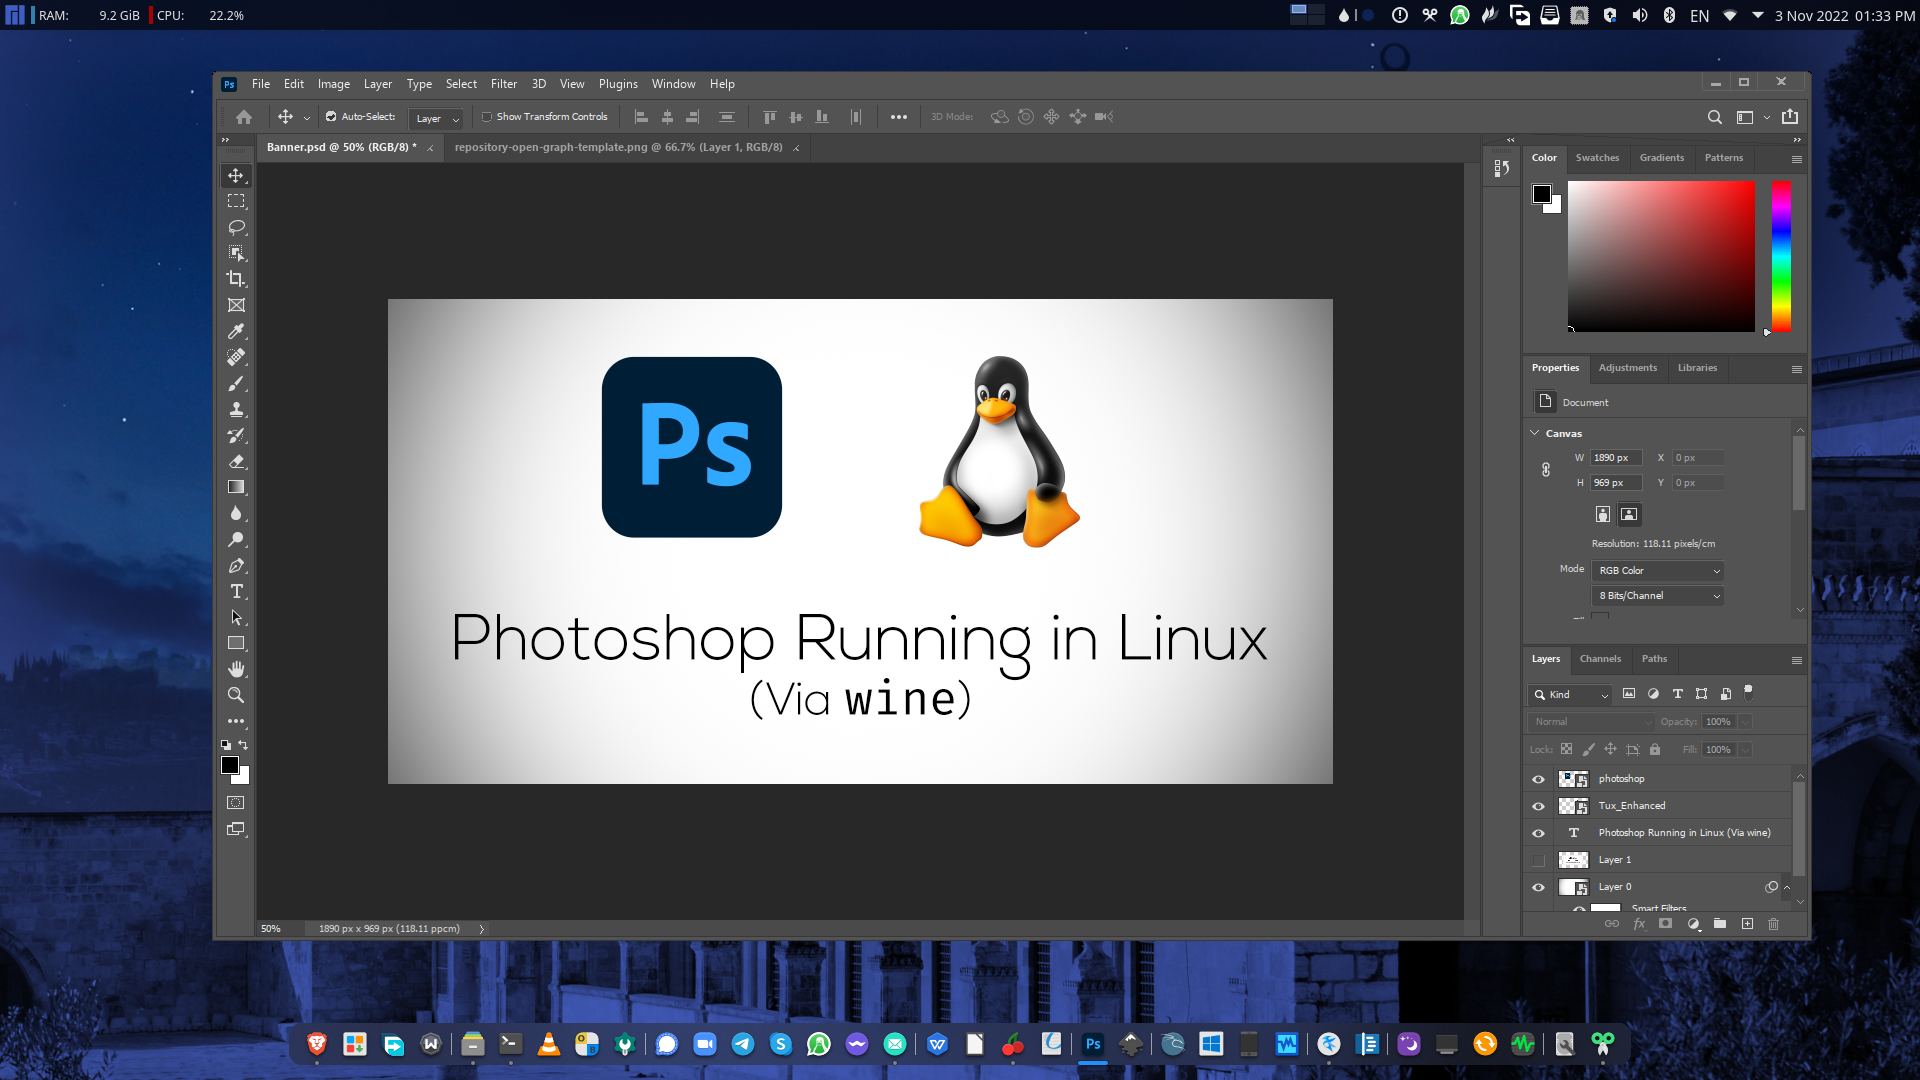 RAM: 9.2 GiB CPU: 22.2%
EN 3 Nov 2022 01:33 PM
Ps File Edit Image Layer Type Select Filter 3D View Plugins Window Help
Auto-Select: Layer Show Transform Controls 3D Mode:
Banner.psd @ 50% (RGB/8) * repository-open-graph-template.png @ 66.7% (Layer 1, RGB/8)
Color Swatches Gradients Patterns
Ps
Photoshop Running in Linux
(Via wine)
Properties Adjustments Libraries
Document
Canvas
W 1890 px X 0 px
H 969 px Y 0 px
Resolution: 118.11 pixels/cm
Mode RGB Color
8 Bits/Channel
Layers Channels Paths
Kind
Normal Opacity: 100%
Lock: Fill: 100%
photoshop
Tux_Enhanced
T Photoshop Running in Linux (Via wine)
Layer 1
Layer 0
Smart Filters
fx
50% 1890 px x 969 px (118.11 ppcm)
Ps